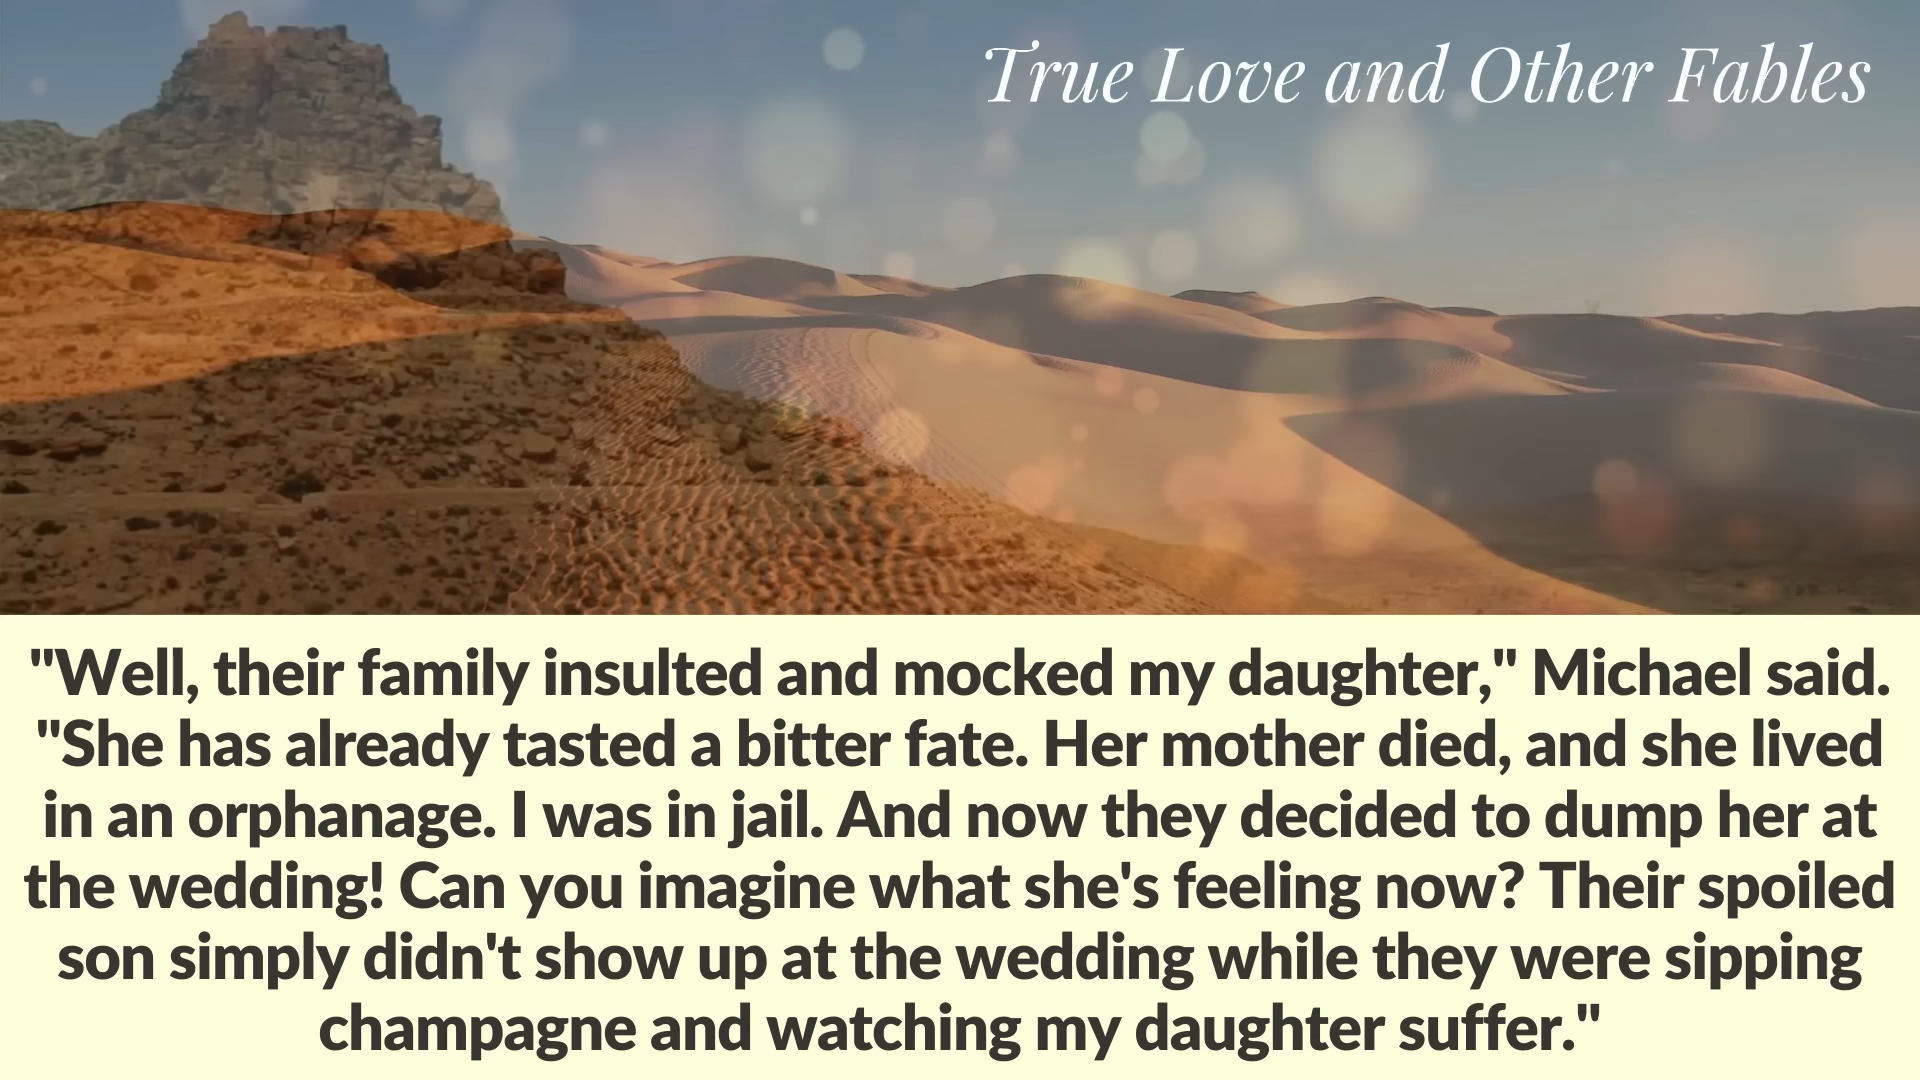 True Love and Other Fables
"Well, their family insulted and mocked my daughter," Michael said.
"She has already tasted a bitter fate. Her mother died, and she lived
in an orphanage. I was in jail. And now they decided to dump her at
the wedding! Can you imagine what she's feeling now? Their spoiled
son simply didn't show up at the wedding while they were sipping
champagne and watching my daughter suffer."